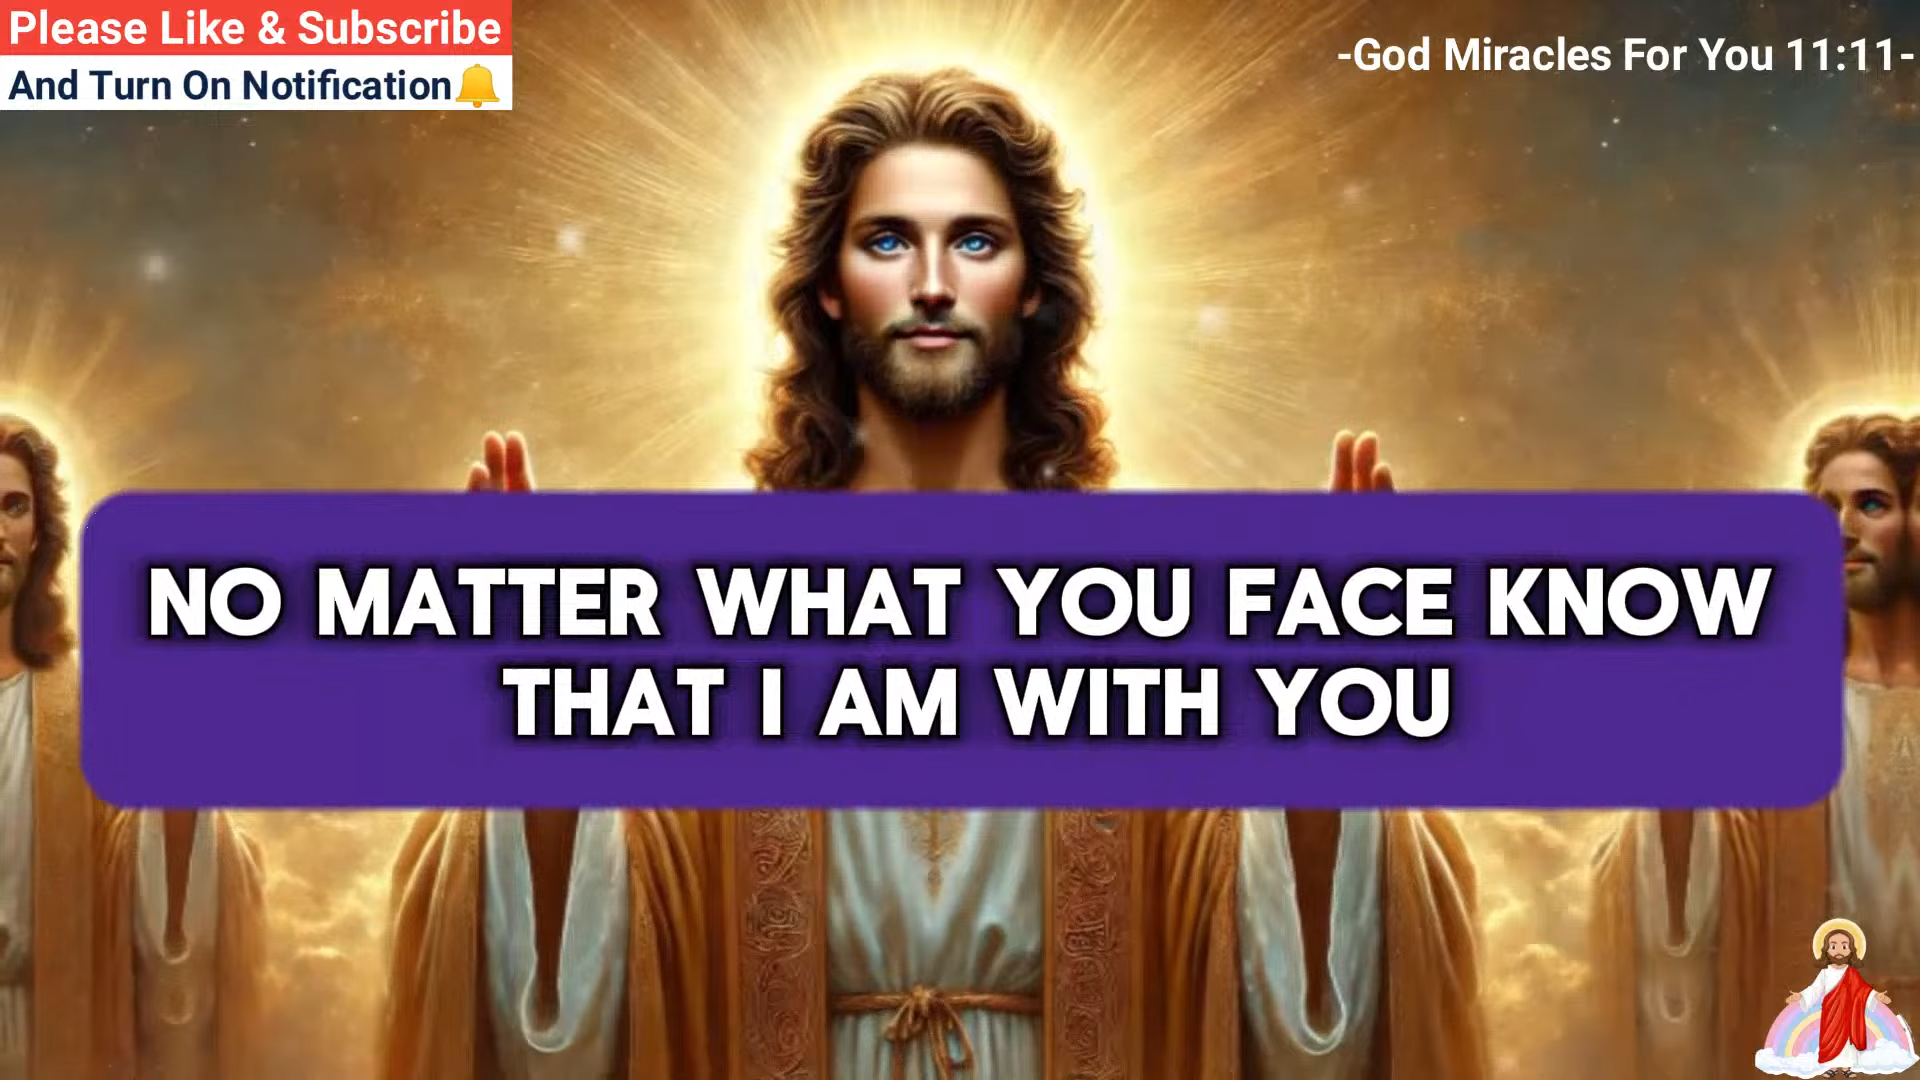 Please Like & Subscribe
And Turn On Notification🔔
-God Miracles For You 11:11-
NO MATTER WHAT YOU FACE KNOW
THAT I AM WITH YOU